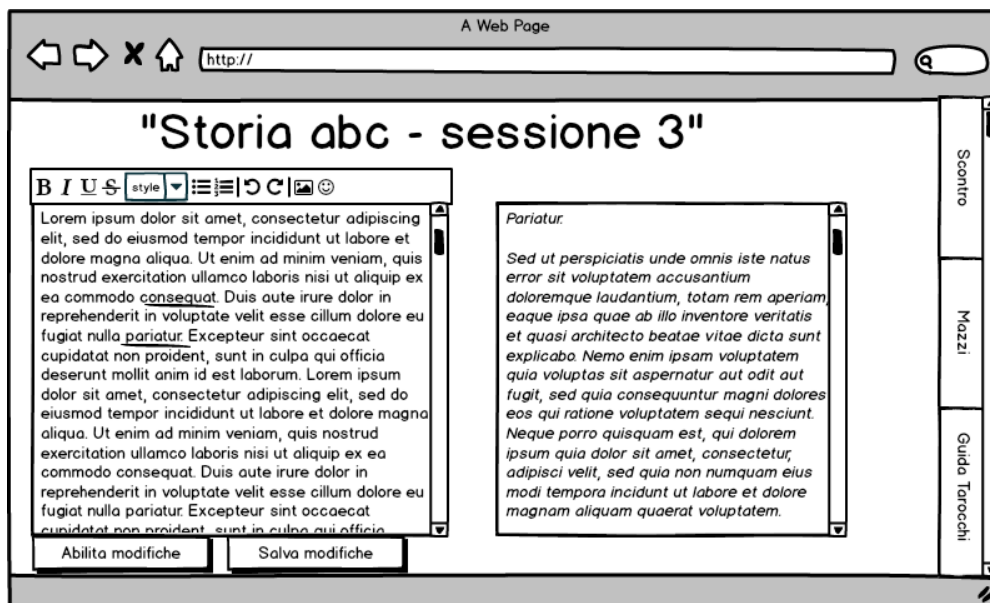 A Web Page
http://
"Storia abc - sessione 3"
B I U S style
Lorem ipsum dolor sit amet, consectetur adipiscing
elit, sed do eiusmod tempor incididunt ut labore et
dolore magna aliqua. Ut enim ad minim veniam, quis
nostrud exercitation ullamco laboris nisi ut aliquip ex
ea commodo consequat. Duis aute irure dolor in
reprehenderit in voluptate velit esse cillum dolore eu
fugiat nulla pariatur. Excepteur sint occaecat
cupidatat non proident, sunt in culpa qui officia
deserunt mollit anim id est laborum. Lorem ipsum
dolor sit amet, consectetur adipiscing elit, sed do
eiusmod tempor incididunt ut labore et dolore magna
aliqua. Ut enim ad minim veniam, quis nostrud
exercitation ullamco laboris nisi ut aliquip ex ea
commodo consequat. Duis aute irure dolor in
reprehenderit in voluptate velit esse cillum dolore eu
fugiat nulla pariatur. Excepteur sint occaecat
cupidatat non proident, sunt in culpa qui officia
Abilita modifiche
Salva modifiche
Pariatur.
Sed ut perspiciatis unde omnis iste natus
error sit voluptatem accusantium
doloremque laudantium, totam rem aperiam,
eaque ipsa quae ab illo inventore veritatis
et quasi architecto beatae vitae dicta sunt
explicabo. Nemo enim ipsam voluptatem
quia voluptas sit aspernatur aut odit aut
fugit, sed quia consequuntur magni dolores
eos qui ratione voluptatem sequi nesciunt.
Neque porro quisquam est, qui dolorem
ipsum quia dolor sit amet, consectetur,
adipisci velit, sed quia non numquam eius
modi tempora incidunt ut labore et dolore
magnam aliquam quaerat voluptatem.
Scontro
Mazzi
Guida Tarocchi